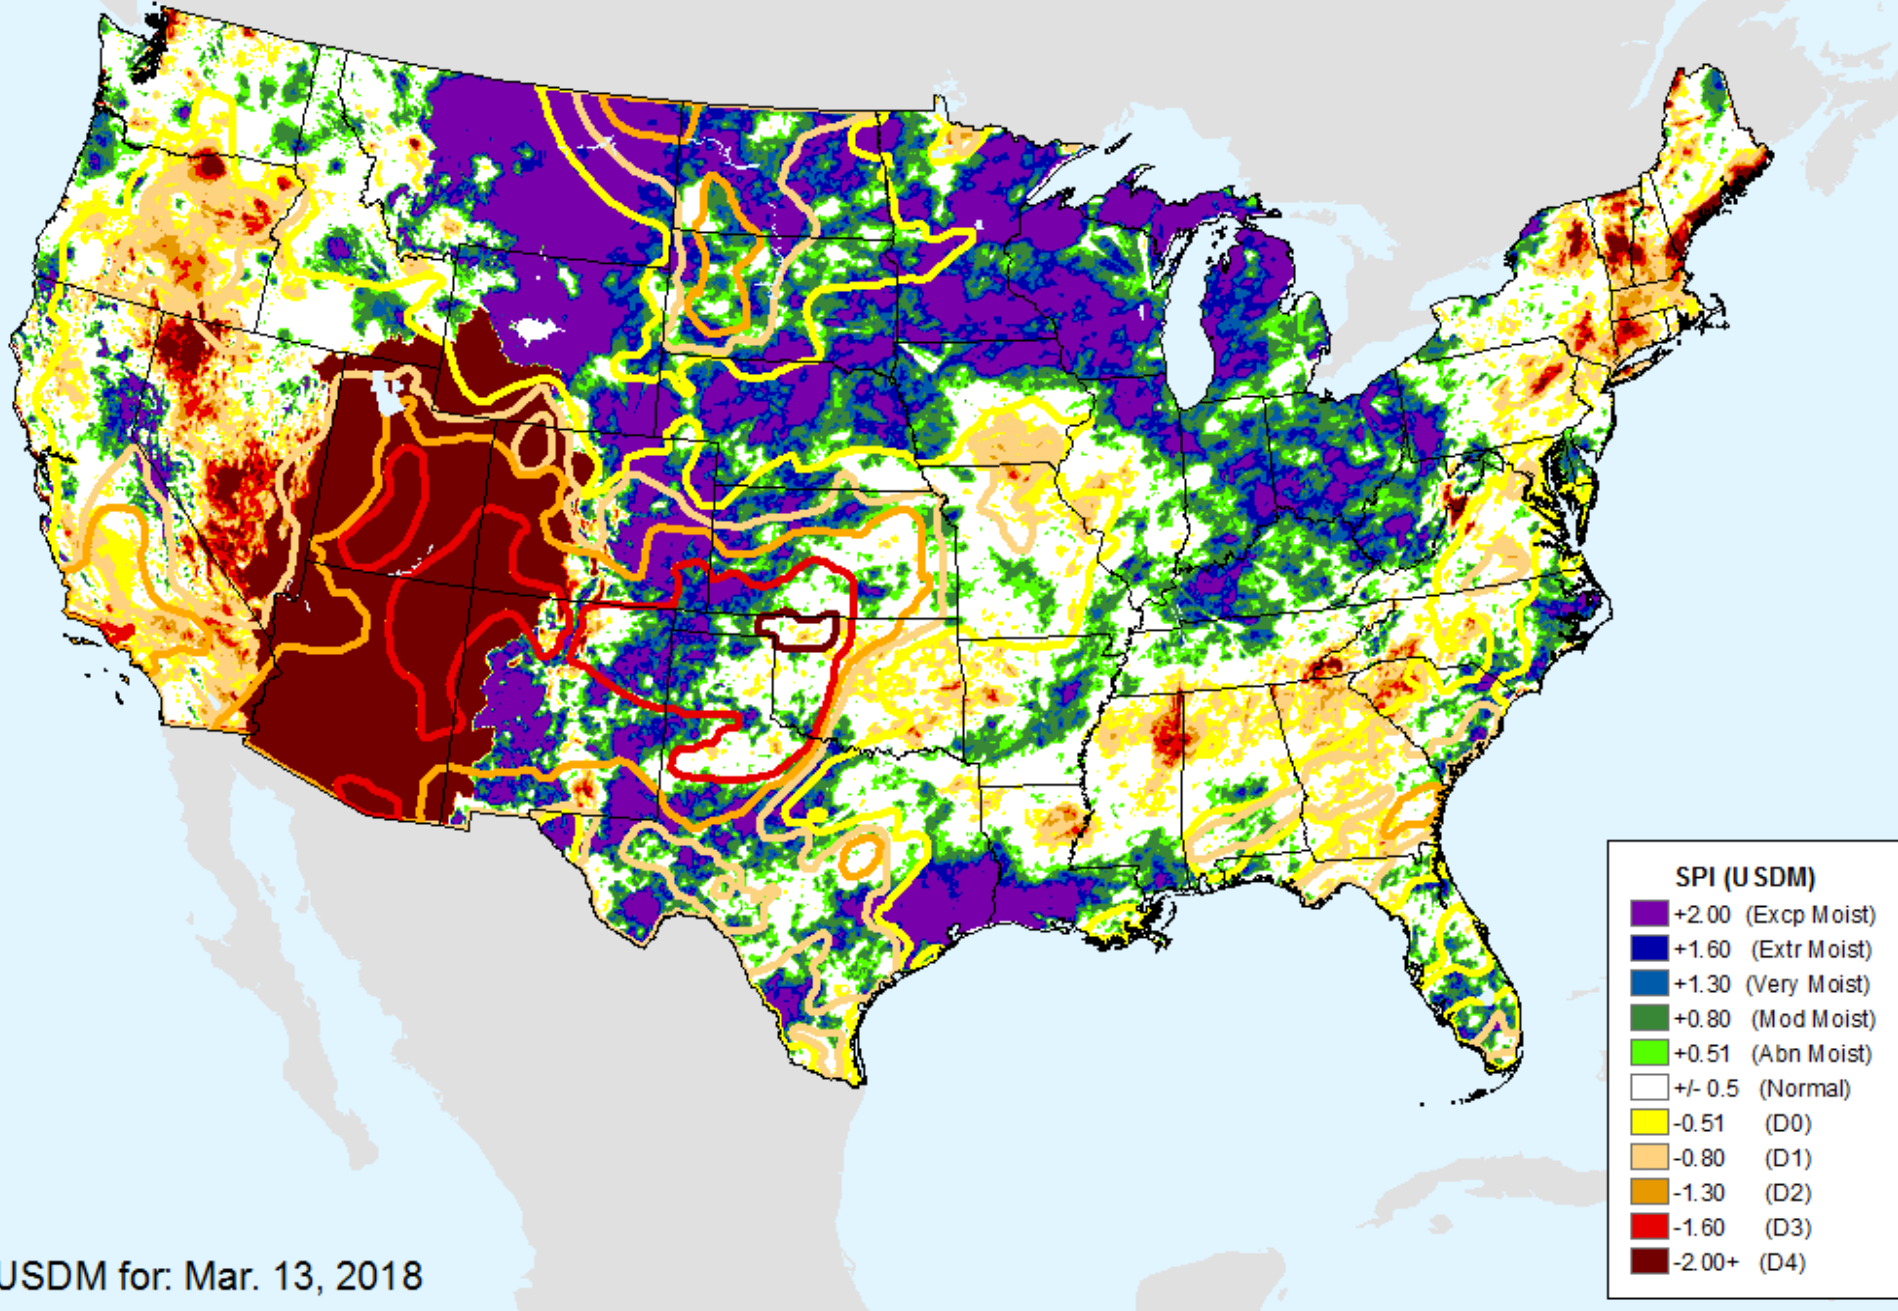 SPI (USDM)
+2.00 (Excp Moist)
+1.60 (Extr Moist)
+1.30 (Very Moist)
+0.80 (Mod Moist)
+0.51 (Abn Moist)
+/- 0.5 (Normal)
-0.51 (D0)
-0.80 (D1)
-1.30 (D2)
-1.60 (D3)
-2.00+ (D4)
USDM for: Mar. 13, 2018